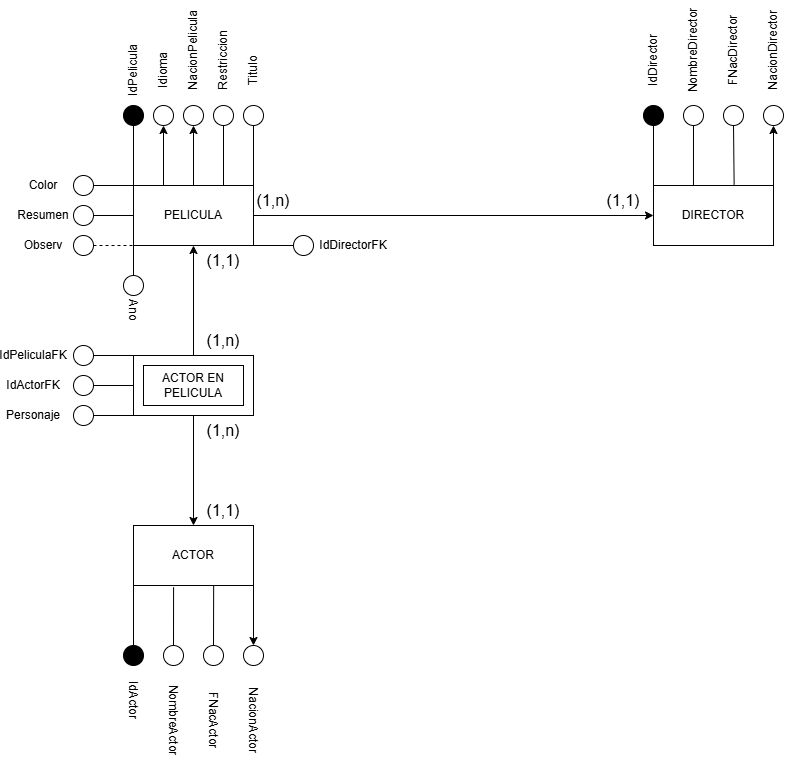 IdPelicula
Idioma
NacionPelicula
Restriccion
Titulo
IdDirector
NombreDirector
FNacDirector
NacionDirector
Color
Resumen
Observ
PELICULA
(1,n)
(1,1)
DIRECTOR
IdDirectorFK
(1,1)
Ano
(1,n)
IdPeliculaFK
IdActorFK
Personaje
ACTOR EN
PELICULA
(1,n)
(1,1)
ACTOR
IdActor
NombreActor
FNacActor
NacionActor